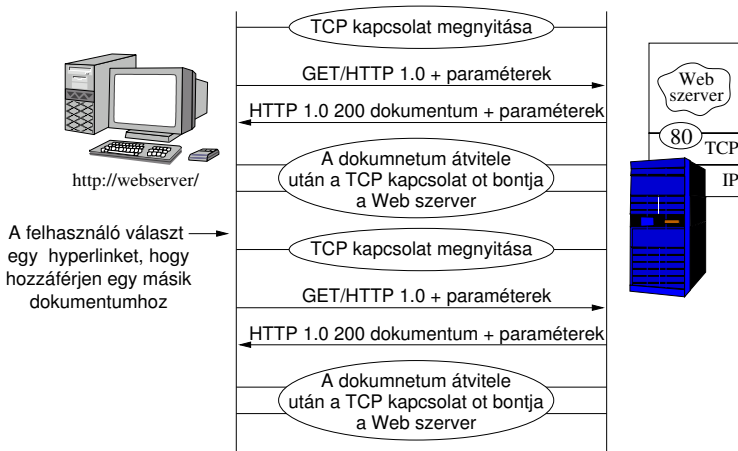 TCP kapcsolat megnyitása
GET/HTTP 1.0 + paraméterek
HTTP 1.0 200 dokumentum + paraméterek
A dokumnetum átvitele
után a TCP kapcsolat ot bontja
a Web szerver
http://webserver/
Web
szerver
80
TCP
IP
A felhasználó választ
egy hyperlinket, hogy
hozzáférjen egy másik
dokumentumhoz
TCP kapcsolat megnyitása
GET/HTTP 1.0 + paraméterek
HTTP 1.0 200 dokumentum + paraméterek
A dokumnetum átvitele
után a TCP kapcsolat ot bontja
a Web szerver